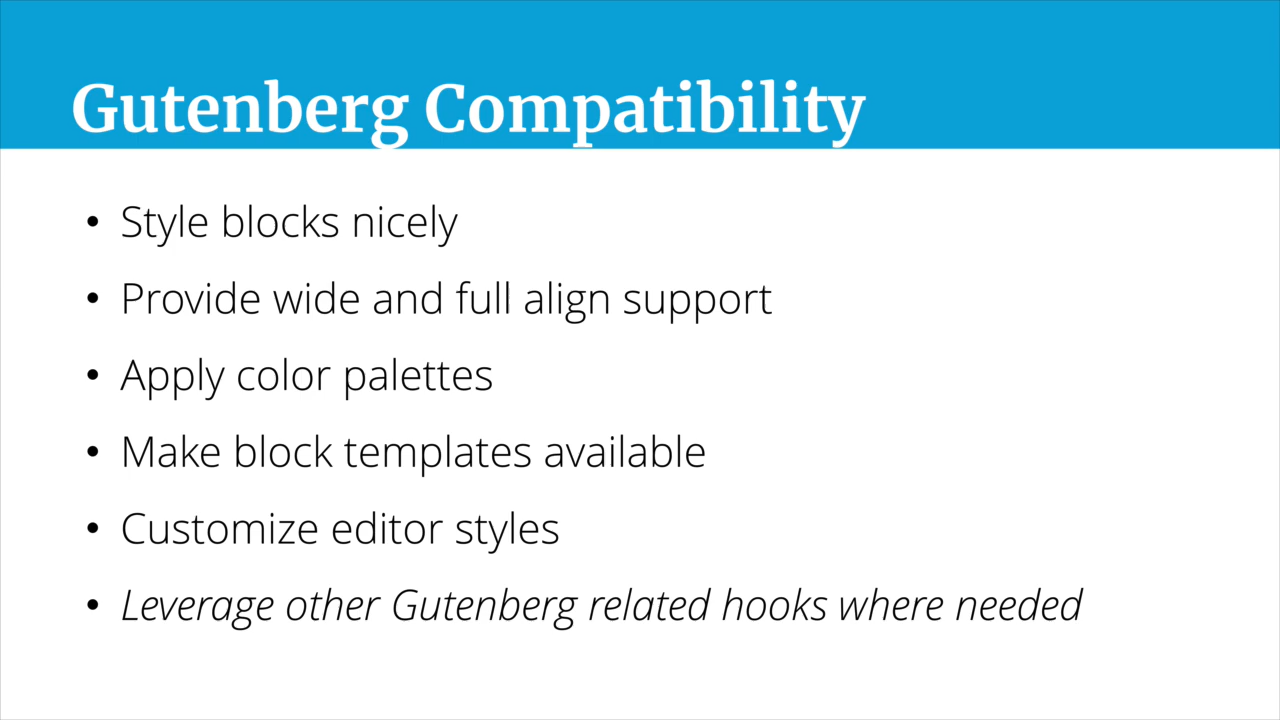 Gutenberg Compatibility
• Style blocks nicely
• Provide wide and full align support
• Apply color palettes
• Make block templates available
• Customize editor styles
• Leverage other Gutenberg related hooks where needed